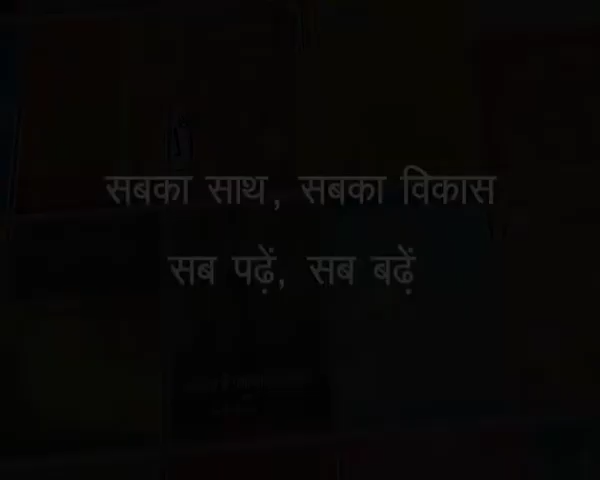 सबका साथ, सबका विकास
सब पढ़ें, सब बढ़ें